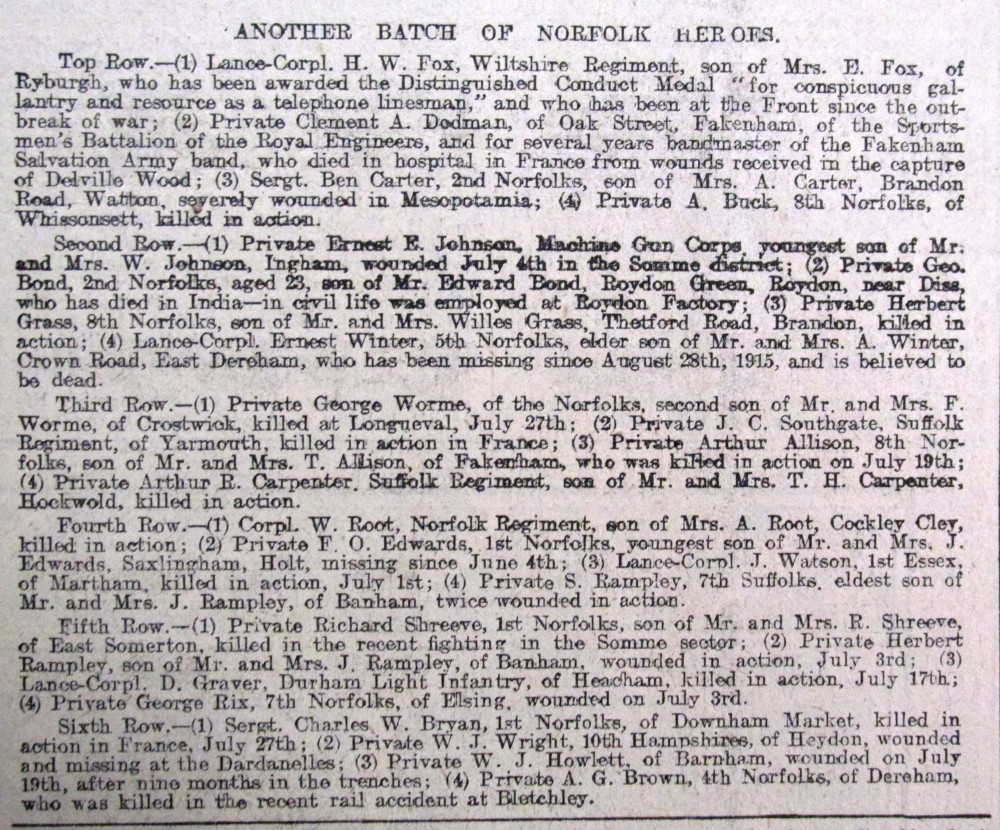 ANOTHER BATCH OF NORFOLK HEROES.
Top Row.—(1) Lance-Corpl. H. W. Fox, Wiltshire Regiment, son of Mrs. E. Fox, of
Ryburgh, who has been awarded the Distinguished Conduct Medal "for conspicuous gal-
lantry and resource as a telephone linesman," and who has been at the Front since the out-
break of war; (2) Private Clement A. Dodman, of Oak Street, Fakenham, of the Sports-
men's Battalion of the Royal Engineers, and for several years bandmaster of the Fakenham
Salvation Army band, who died in hospital in France from wounds received in the capture
of Delville Wood; (3) Sergt. Ben Carter, 2nd Norfolks, son of Mrs. A. Carter, Brandon
Road, Watton, severely wounded in Mesopotamia; (4) Private A. Buck, 8th Norfolks, of
Whissonsett, killed in action.
Second Row.—(1) Private Ernest E. Johnson, Machine Gun Corps, youngest son of Mr.
and Mrs. W. Johnson, Ingham, wounded July 4th in the Somme district; (2) Private Geo.
Bond, 2nd Norfolks, aged 23, son of Mr. Edward Bond, Roydon Green, Roydon, near Diss,
who has died in India—in civil life was employed at Roydon Factory; (3) Private Herbert
Grass, 8th Norfolks, son of Mr. and Mrs. Willes Grass, Thetford Road, Brandon, killed in
action; (4) Lance-Corpl. Ernest Winter, 5th Norfolks, elder son of Mr. and Mrs. A. Winter,
Crown Road, East Dereham, who has been missing since August 28th, 1915, and is believed to
be dead.
Third Row.—(1) Private George Worme, of the Norfolks, second son of Mr. and Mrs. F.
Worme, of Crostwick, killed at Longueval, July 27th; (2) Private J. C. Southgate, Suffolk
Regiment, of Yarmouth, killed in action in France; (3) Private Arthur Allison, 8th Nor-
folks, son of Mr. and Mrs. T. Allison, of Fakenham, who was killed in action on July 19th;
(4) Private Arthur R. Carpenter, Suffolk Regiment, son of Mr. and Mrs. T. H. Carpenter,
Hockwold, killed in action.
Fourth Row.—(1) Corpl. W. Root, Norfolk Regiment, son of Mrs. A. Root, Cockley Cley,
killed in action; (2) Private F. O. Edwards, 1st Norfolks, youngest son of Mr. and Mrs. J.
Edwards, Saxlingham, Holt, missing since June 4th; (3) Lance-Corpl. J. Watson, 1st Essex,
of Martham, killed in action, July 1st; (4) Private S. Rampley, 7th Suffolks, eldest son of
Mr. and Mrs. J. Rampley, of Banham, twice wounded in action.
Fifth Row.—(1) Private Richard Shreeve, 1st Norfolks, son of Mr. and Mrs. R. Shreeve,
of East Somerton, killed in the recent fighting in the Somme sector; (2) Private Herbert
Rampley, son of Mr. and Mrs. J. Rampley, of Banham, wounded in action, July 3rd; (3)
Lance-Corpl. D. Graver, Durham Light Infantry, of Heacham, killed in action, July 17th;
(4) Private George Rix, 7th Norfolks, of Elsing, wounded on July 3rd.
Sixth Row.—(1) Sergt. Charles W. Bryan, 1st Norfolks, of Downham Market, killed in
action in France, July 27th; (2) Private W. J. Wright, 10th Hampshires, of Heydon, wounded
and missing at the Dardanelles; (3) Private W. J. Howlett, of Barnham, wounded on July
19th, after nine months in the trenches; (4) Private A. G. Brown, 4th Norfolks, of Dereham,
who was killed in the recent rail accident at Bletchley.